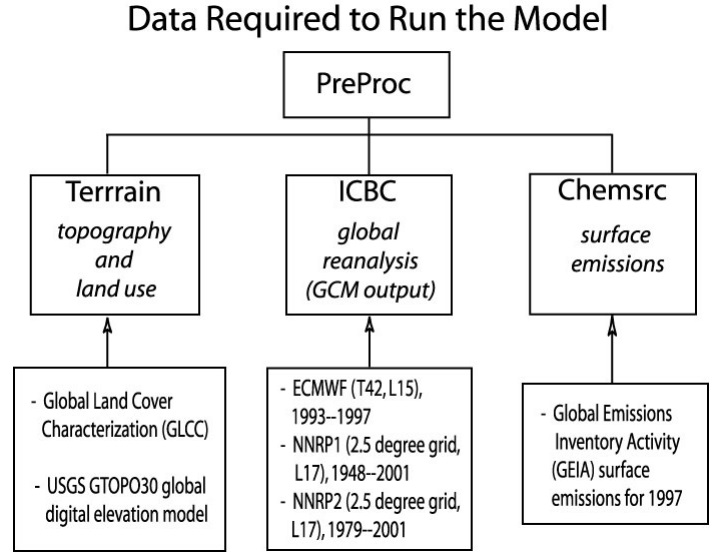 Data Required to Run the Model
PreProc
Terrrain
topography
and
land use
ICBC
global
reanalysis
(GCM output)
Chemsrc
surface
emissions
- Global Land Cover
Characterization (GLCC)
- USGS GTOPO30 global
digital elevation model
- ECMWF (T42, L15),
1993--1997
- NNRP1 (2.5 degree grid,
L17), 1948--2001
- NNRP2 (2.5 degree grid,
L17), 1979--2001
- Global Emissions
Inventory Activity
(GEIA) surface
emissions for 1997